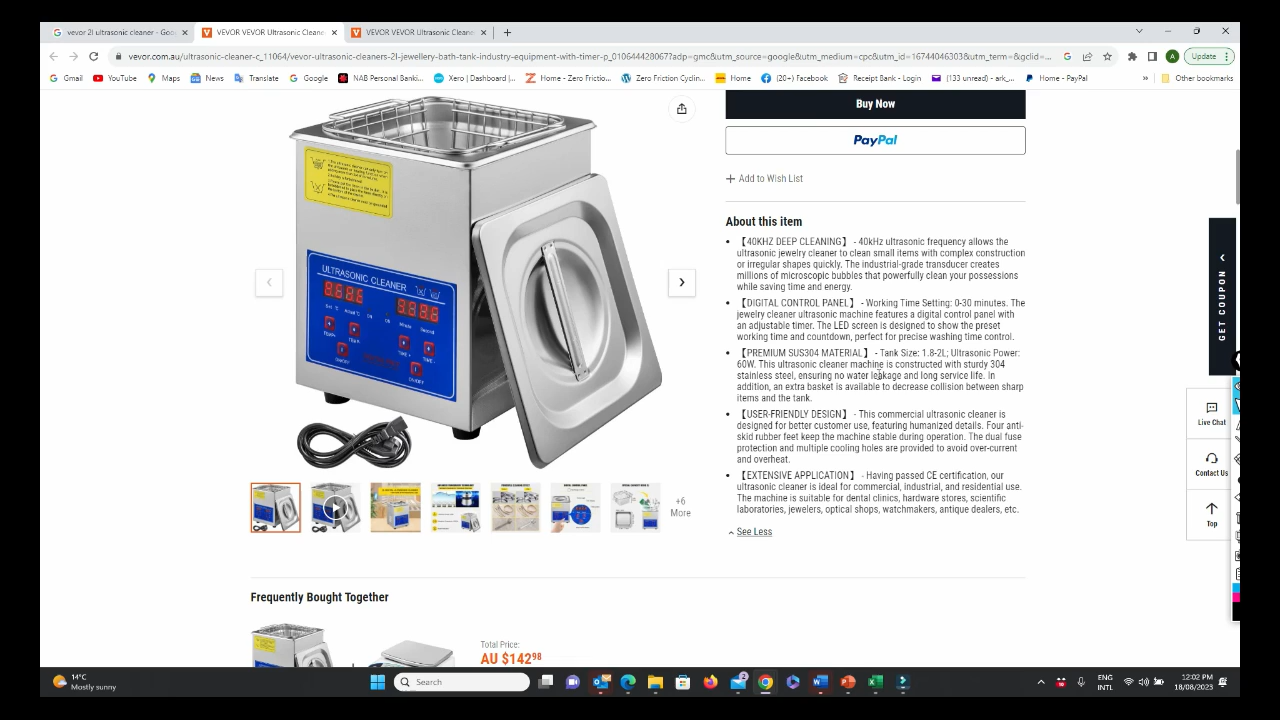 vevor 2l ultrasonic cleaner - Goo
VEVOR VEVOR Ultrasonic Cleane
VEVOR VEVOR Ultrasonic Cleane
vevor.com.au/ultrasonic-cleaner-c_11064/vevor-ultrasonic-cleaners-2l-jewellery-bath-tattoo-industry-equipment-with-timer-p_010644428067?adp=gmc&utm_source=google&utm_medium=cpc&utm_id=16744046303&utm_term=&gclid=...
Update
Gmail
YouTube
Maps
News
Translate
Google
NAB Personal Banki...
Xero | Dashboard |...
Home - Zero Frictio...
Zero Friction Cyclin...
Home
(20+) Facebook
Receipt Bank - Login
(133 unread) - ark_...
Home - PayPal
Other bookmarks
ULTRASONIC CLEANER
Buy Now
PayPal
Add to Wish List
About this item
【40KHZ DEEP CLEANING】 - 40kHz ultrasonic frequency allows the
ultrasonic jewelry cleaner to clean small items with complex construction
or irregular shapes quickly. The industrial-grade transducer creates
millions of microscopic bubbles that powerfully clean your possessions
while saving time and energy.
【DIGITAL CONTROL PANEL】 - Working Time Setting: 0-30 minutes. The
jewelry cleaner ultrasonic machine features a digital control panel with
an adjustable timer. The LED screen is designed to show the preset
working time and countdown, perfect for precise washing time control.
【PREMIUM SUS304 MATERIAL】 - Tank Size: 1.8-2L; Ultrasonic Power:
60W. This ultrasonic cleaner machine is constructed with sturdy 304
stainless steel, ensuring no water leakage and long service life. In
addition, an extra basket is available to decrease collision between sharp
items and the tank.
【USER-FRIENDLY DESIGN】 - This commercial ultrasonic cleaner is
designed for better customer use, featuring humanized details. Four anti-
skid rubber feet keep the machine stable during operation. The dual fuse
protection and multiple cooling holes are provided to avoid over-current
and overheat.
【EXTENSIVE APPLICATION】 - Having passed CE certification, our
ultrasonic cleaner is ideal for commercial, industrial, and residential use.
The machine is suitable for dental clinics, hardware stores, scientific
laboratories, jewelers, optical shops, watchmakers, antique dealers, etc.
See Less
+6
More
GET COUPON
Live Chat
Contact Us
Top
Frequently Bought Together
Total Price:
AU $142⁹⁸
14°C
Mostly sunny
Search
ENG
INTL
12:02 PM
18/08/2023